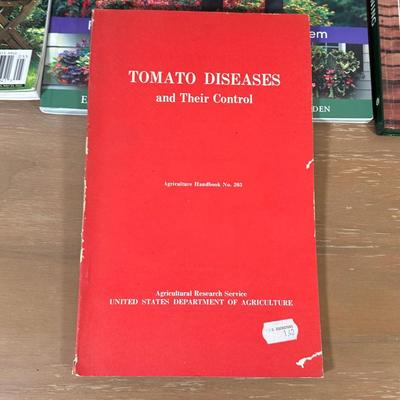 TOMATO DISEASES
and Their Control
Agriculture Handbook No. 203
Agricultural Research Service
UNITED STATES DEPARTMENT OF AGRICULTURE